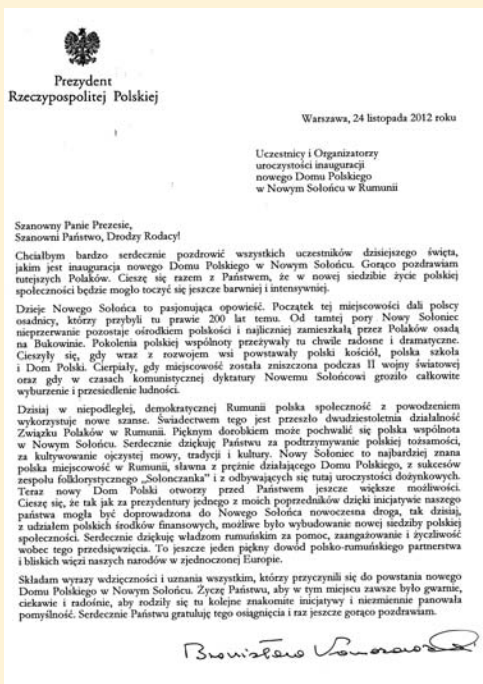 Prezydent
Rzeczypospolitej Polskiej
Warszawa, 24 listopada 2012 roku
Uczestnicy i Organizatorzy
uroczystości inauguracji
nowego Domu Polskiego
w Nowym Sołońcu w Rumunii
Szanowny Panie Prezesie,
Szanowni Państwo, Drodzy Rodacy!
Chciałbym bardzo serdecznie pozdrowić wszystkich uczestników dzisiejszego święta,
jakim jest inauguracja nowego Domu Polskiego w Nowym Sołońcu. Gorąco pozdrawiam
tutejszych Polaków. Cieszę się razem z Państwem, że w nowej siedzibie życie polskiej
społeczności będzie mogło toczyć się jeszcze barwniej i intensywniej.
Dzieje Nowego Sołońca to pasjonująca opowieść. Początek tej miejscowości dali polscy
osadnicy, którzy przybyli tu prawie 200 lat temu. Od tamtej pory Nowy Sołoniec
nieprzerwanie pozostaje ośrodkiem polskości i najliczniej zamieszkałą przez Polaków osadą
na Bukowinie. Pokolenia polskiej wspólnoty przeżywały tu chwile radosne i dramatyczne.
Cieszyły się, gdy wraz z rozwojem wsi powstawały polski kościół, polska szkoła
i Dom Polski. Cierpiały, gdy miejscowość została zniszczona podczas II wojny światowej
oraz gdy w czasach komunistycznej dyktatury Nowemu Sołońcowi groziło całkowite
wyburzenie i przesiedlenie ludności.
Dzisiaj w niepodległej, demokratycznej Rumunii polska społeczność z powodzeniem
wykorzystuje nowe szanse. Świadectwem tego jest przeszło dwudziestoletnia działalność
Związku Polaków w Rumunii. Pięknym dorobkiem może pochwalić się polska wspólnota
w Nowym Sołońcu. Serdecznie dziękuję Państwu za podtrzymywanie polskiej tożsamości,
za kultywowanie ojczystej mowy, tradycji i kultury. Nowy Sołoniec to najbardziej znana
polska miejscowość w Rumunii, sławna z prężnie działającego Domu Polskiego, z sukcesów
zespołu folklorystycznego „Sołonczanka" i z odbywających się tutaj uroczystości dożynkowych.
Teraz nowy Dom Polski otworzy przed Państwem jeszcze większe możliwości.
Cieszę się, że tak jak za prezydentury jednego z moich poprzedników dzięki inicjatywie naszego
państwa mogła być doprowadzona do Nowego Sołońca nowoczesna droga, tak dzisiaj,
z udziałem polskich środków finansowych, możliwe było wybudowanie nowej siedziby polskiej
społeczności. Serdecznie dziękuję władzom rumuńskim za pomoc, zaangażowanie i życzliwość
wobec tego przedsięwzięcia. To jeszcze jeden piękny dowód polsko-rumuńskiego partnerstwa
i bliskich więzi naszych narodów w zjednoczonej Europie.
Składam wyrazy wdzięczności i uznania wszystkim, którzy przyczynili się do powstania nowego
Domu Polskiego w Nowym Sołońcu. Życzę Państwu, aby w tym miejscu zawsze było gwarnie,
ciekawie i radośnie, aby rodziły się tu kolejne znakomite inicjatywy i niezmiennie panowała
pomyślność. Serdecznie Państwu gratuluję tego osiągnięcia i raz jeszcze gorąco pozdrawiam.
Bronisław Komorowski